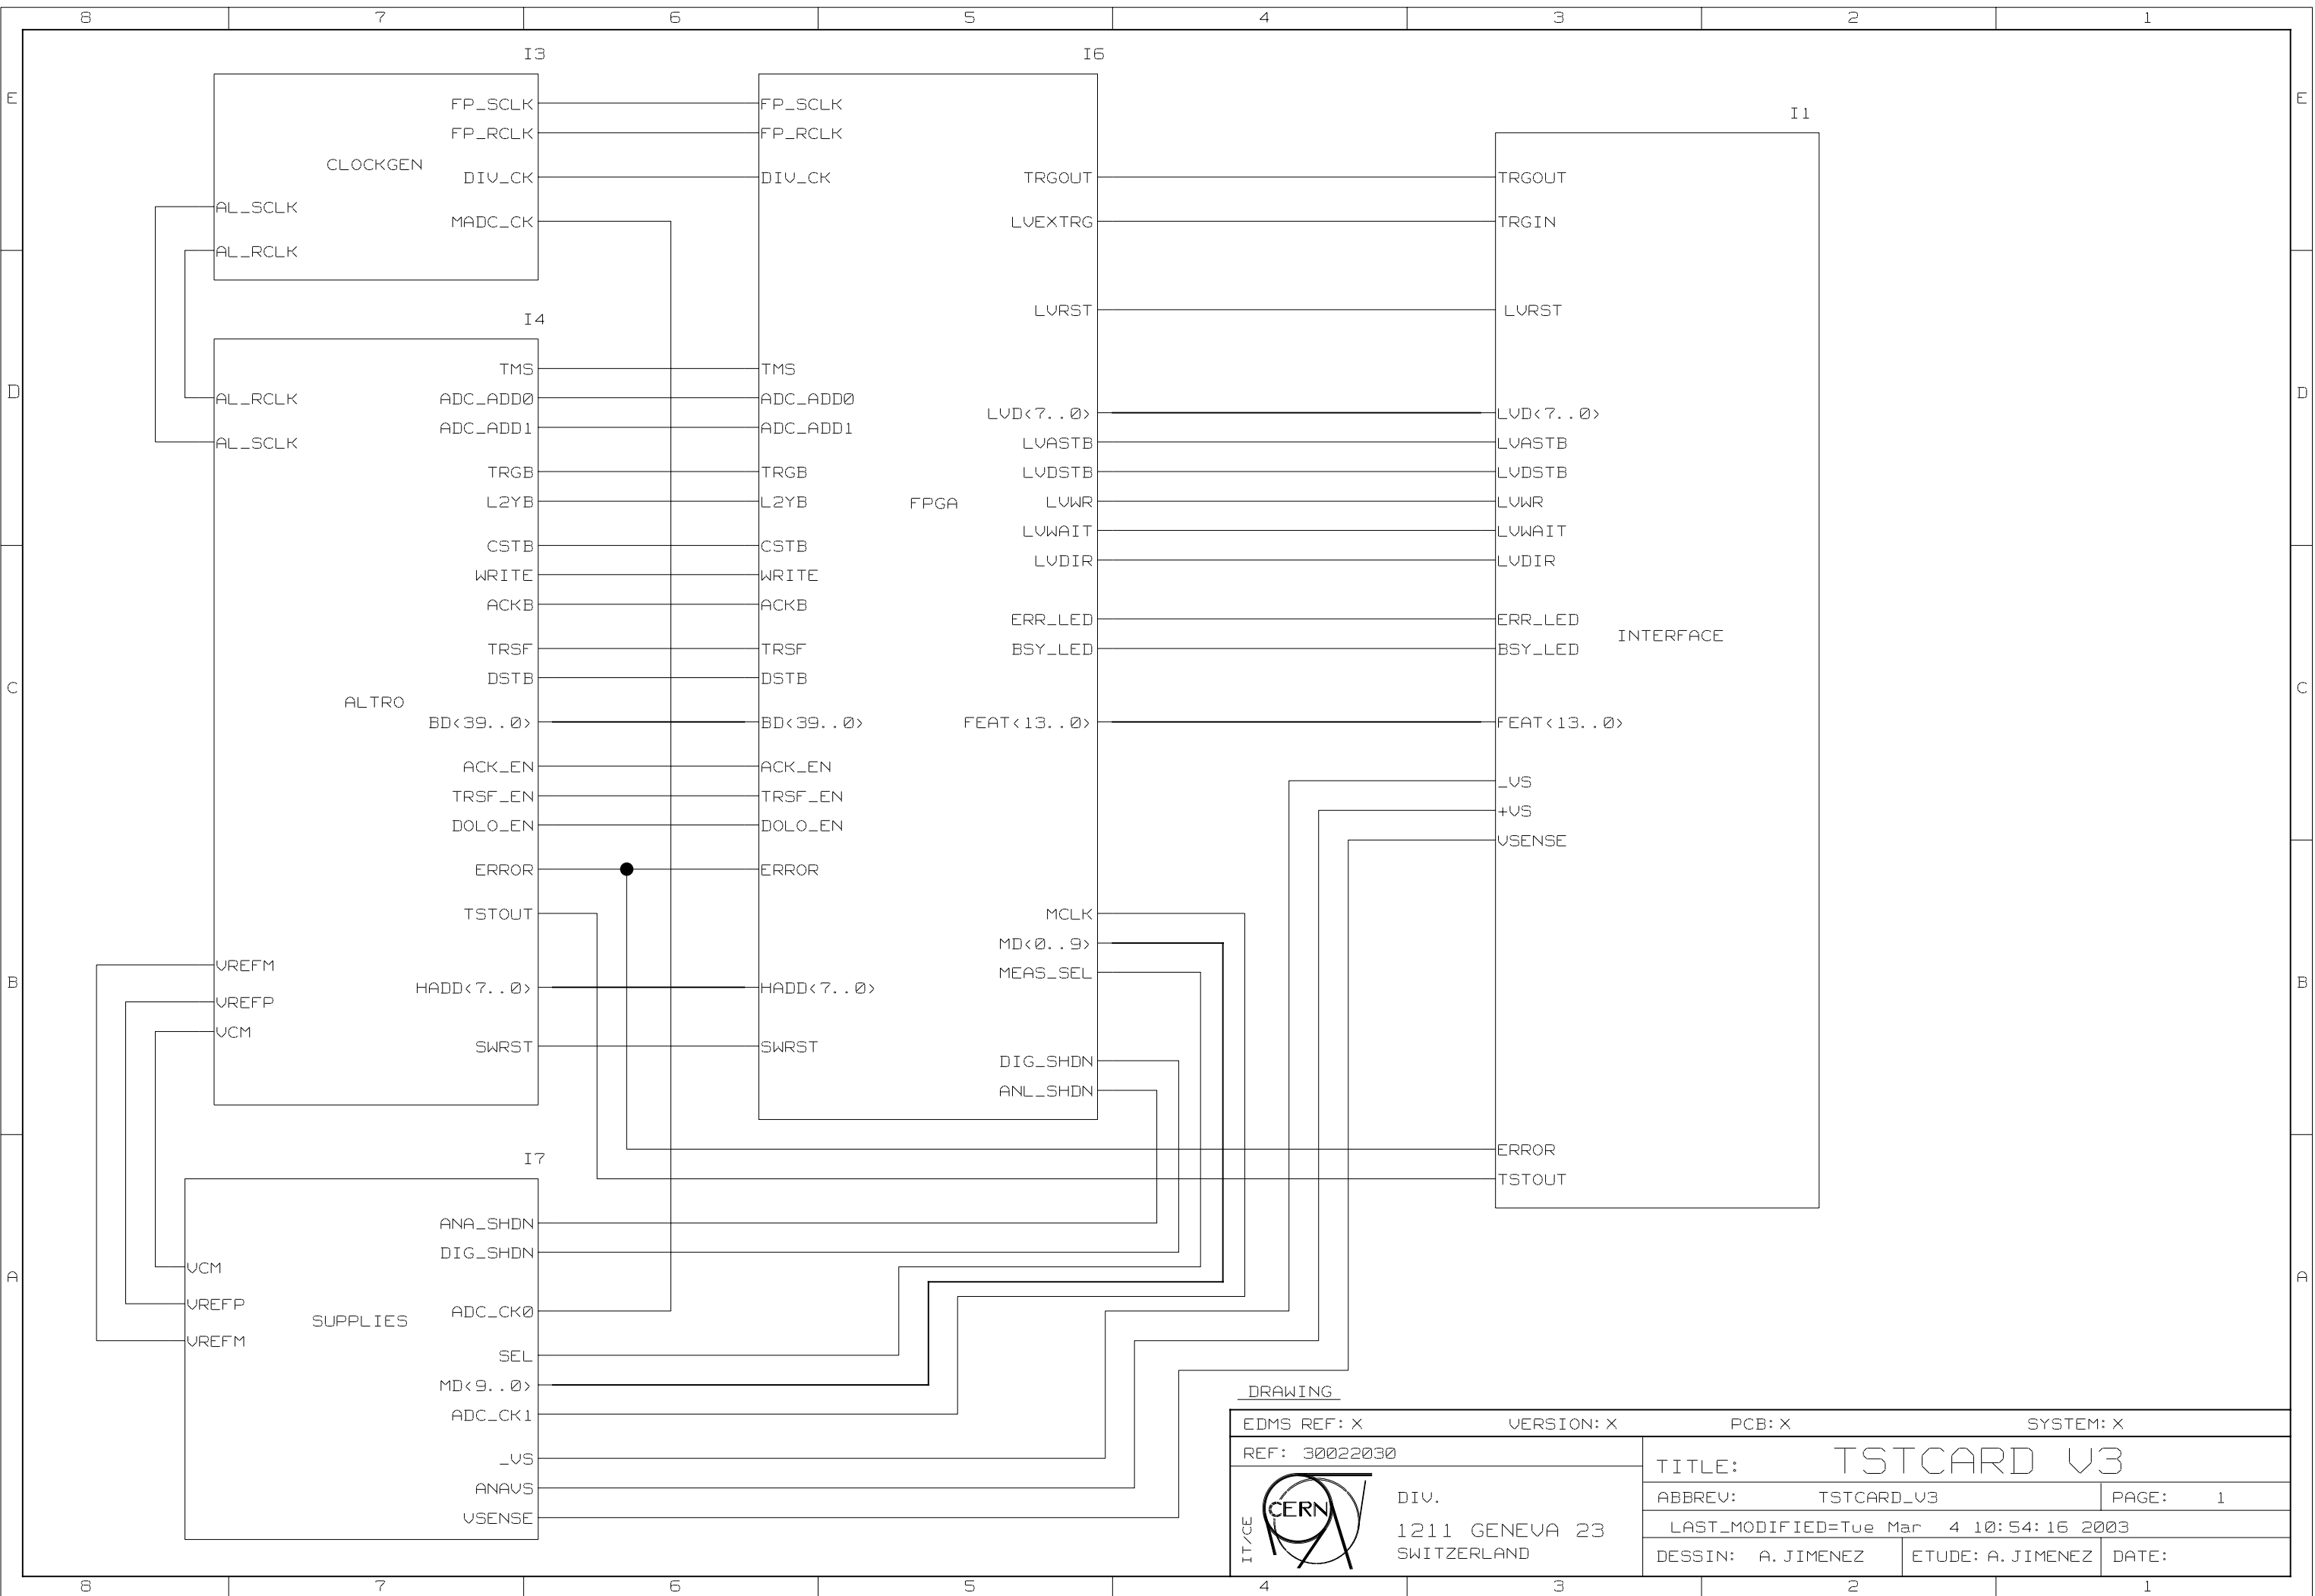 8 7 6 5 4 3 2 1
I3
I6
I1
E
E
D
D
C
C
B
B
A
A
FP_SCLK
FP_RCLK
CLOCKGEN
DIV_CK
AL_SCLK
MADC_CK
AL_RCLK
I4
TMS
AL_RCLK
ADC_ADD0
ADC_ADD1
AL_SCLK
TRGB
L2YB
CSTB
WRITE
ACKB
TRSF
DSTB
ALTRO
BD<39..0>
ACK_EN
TRSF_EN
DOLO_EN
ERROR
TSTOUT
VREFM
HADD<7..0>
VREFP
VCM
SWRST
I7
ANA_SHDN
DIG_SHDN
VCM
VREFP
ADC_CK0
SUPPLIES
VREFM
SEL
MD<9..0>
ADC_CK1
_VS
ANAVS
VSENSE
FP_SCLK
FP_RCLK
DIV_CK
TMS
ADC_ADD0
ADC_ADD1
TRGB
L2YB
FPGA
CSTB
WRITE
ACKB
TRSF
DSTB
BD<39..0>
ACK_EN
TRSF_EN
DOLO_EN
ERROR
HADD<7..0>
SWRST
TRGOUT
LVEXTRG
LVRST
LVD<7..0>
LVASTB
LVDSTB
LVWR
LVWAIT
LVDIR
ERR_LED
BSY_LED
FEAT<13..0>
MCLK
MD<0..9>
MEAS_SEL
DIG_SHDN
ANL_SHDN
TRGOUT
TRGIN
LVRST
LVD<7..0>
LVASTB
LVDSTB
LVWR
LVWAIT
LVDIR
ERR_LED
INTERFACE
BSY_LED
FEAT<13..0>
_VS
+VS
VSENSE
ERROR
TSTOUT
DRAWING
EDMS REF: X VERSION: X PCB: X SYSTEM: X
REF: 30022030
TITLE: TSTCARD V3
IT/CE
CERN
DIV.
1211 GENEVA 23
SWITZERLAND
ABBREV: TSTCARD_V3 PAGE: 1
LAST_MODIFIED=Tue Mar 4 10:54:16 2003
DESSIN: A.JIMENEZ ETUDE: A.JIMENEZ DATE:
8 7 6 5 4 3 2 1